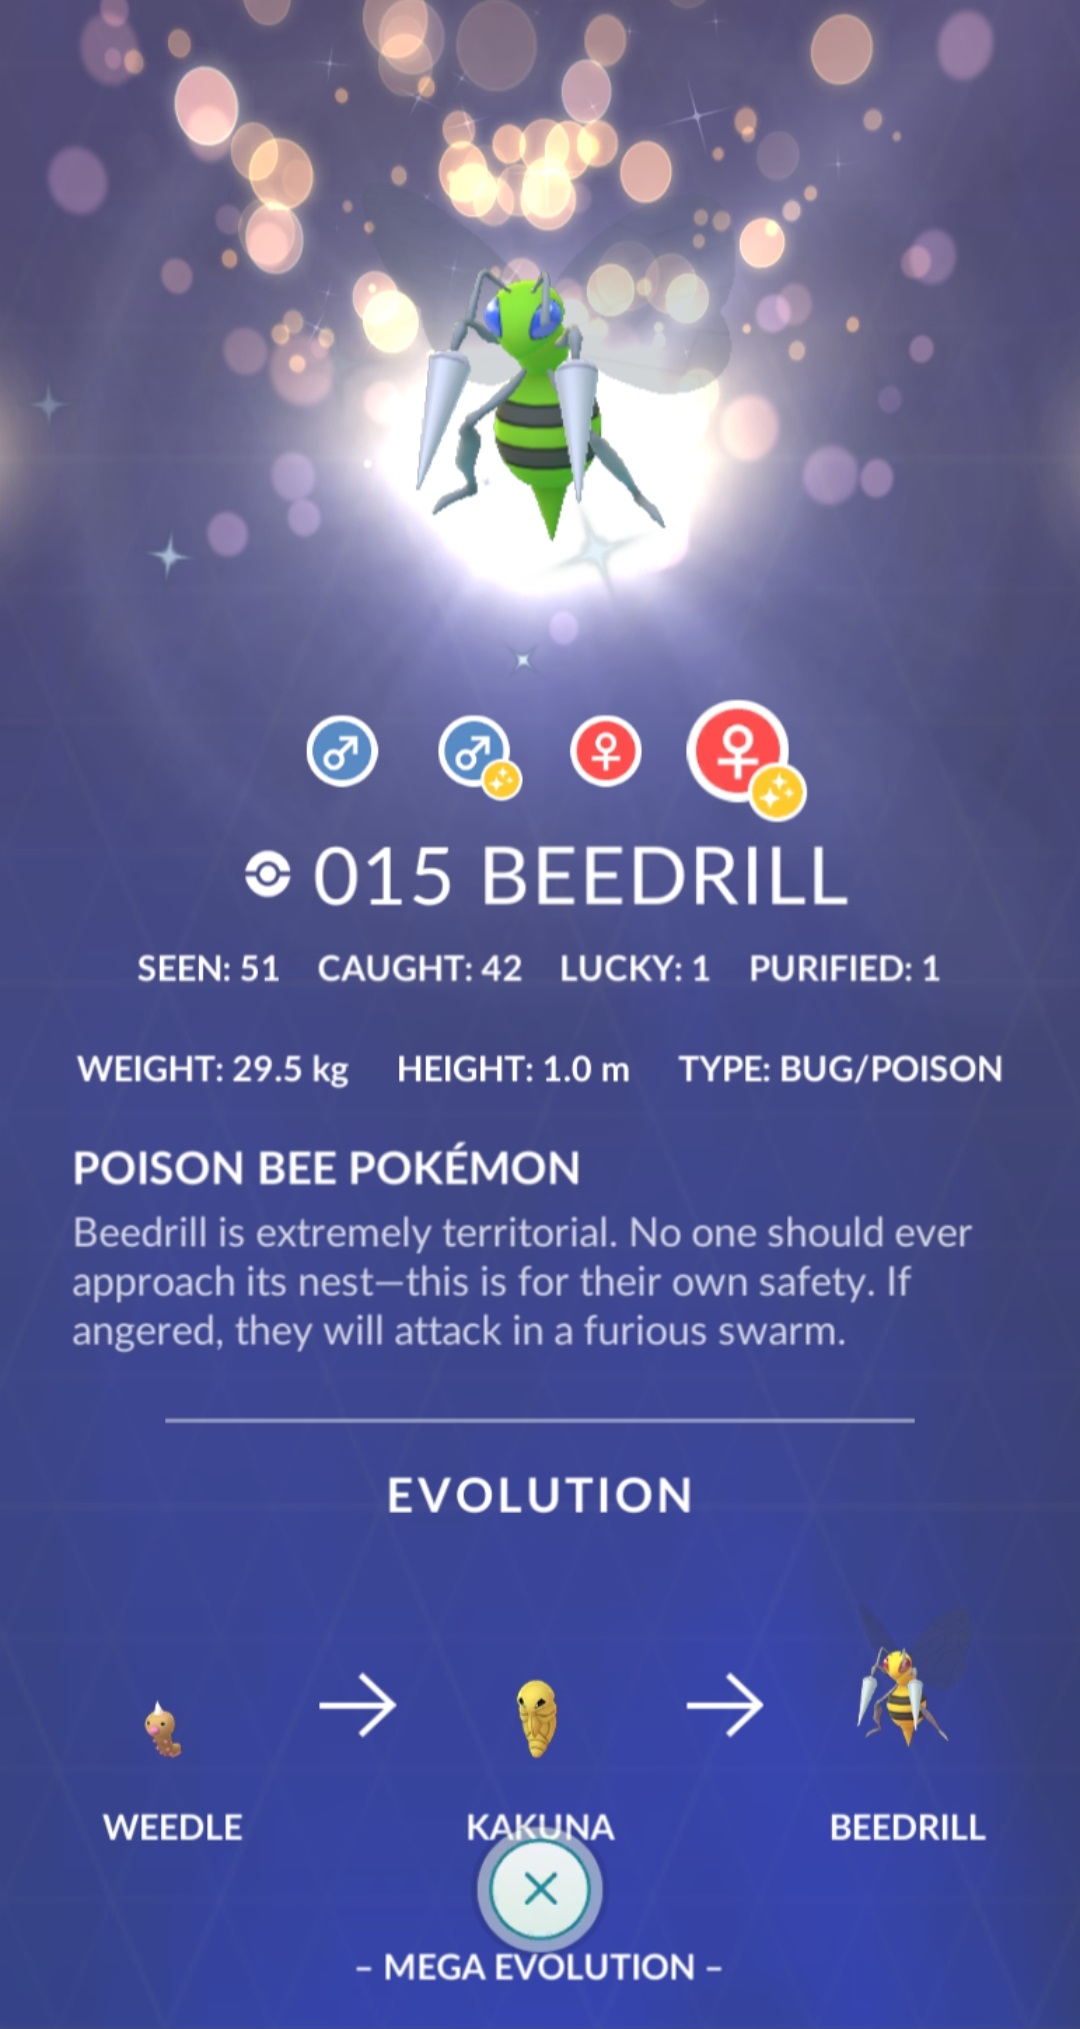 015 BEEDRILL
SEEN: 51 CAUGHT: 42 LUCKY: 1 PURIFIED: 1
WEIGHT: 29.5 kg HEIGHT: 1.0 m TYPE: BUG/POISON
POISON BEE POKÉMON
Beedrill is extremely territorial. No one should ever
approach its nest—this is for their own safety. If
angered, they will attack in a furious swarm.
EVOLUTION
WEEDLE KAKUNA BEEDRILL
– MEGA EVOLUTION –